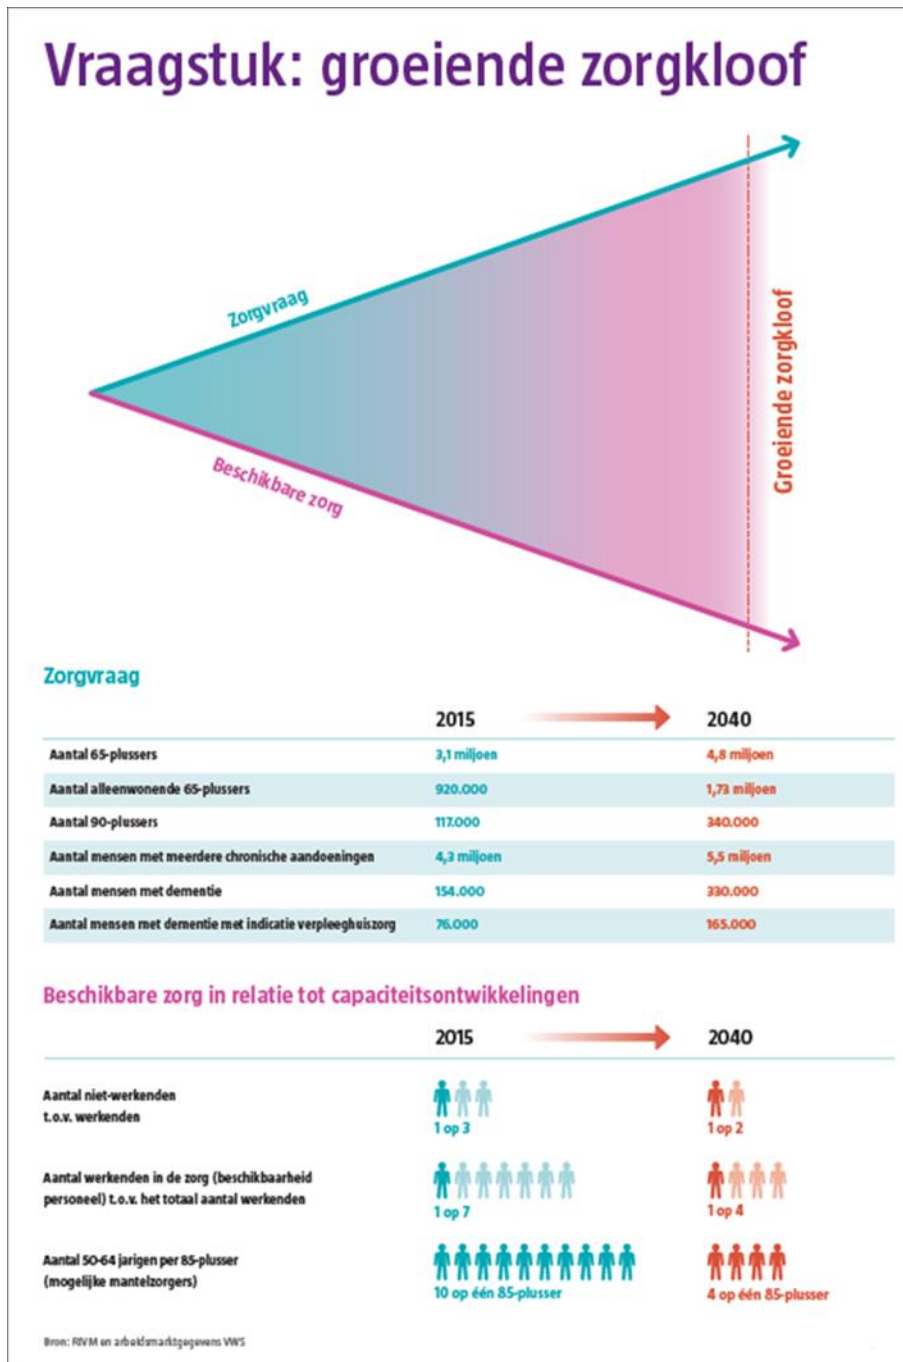 Vraagstuk: groeiende zorgkloof
Zorgvraag
Beschikbare zorg
Groeiende zorgkloof
Zorgvraag
2015 2040
Aantal 65-plussers 3,1 miljoen 4,8 miljoen
Aantal alleenwonende 65-plussers 920.000 1,73 miljoen
Aantal 90-plussers 117.000 340.000
Aantal mensen met meerdere chronische aandoeningen 4,3 miljoen 5,5 miljoen
Aantal mensen met dementie 154.000 330.000
Aantal mensen met dementie met indicatie verpleeghuiszorg 76.000 165.000
Beschikbare zorg in relatie tot capaciteitsontwikkelingen
2015 2040
Aantal niet-werkenden
t.o.v. werkenden
1 op 3 1 op 2
Aantal werkenden in de zorg (beschikbaarheid
personeel) t.o.v. het totaal aantal werkenden
1 op 7 1 op 4
Aantal 50-64 jarigen per 85-plusser
(mogelijke mantelzorgers)
10 op één 85-plusser 4 op één 85-plusser
Bron: RIVM en arbeidsmarktgegevens VWS